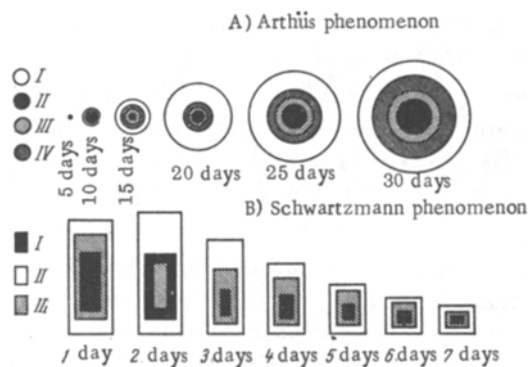 A) Arthüs phenomenon
I
II
III
IV
5 days
10 days
15 days
20 days
25 days
30 days
B) Schwartzmann phenomenon
I
II
III
1 day
2. days
3. days
4 days
5 days
6. days
7 days